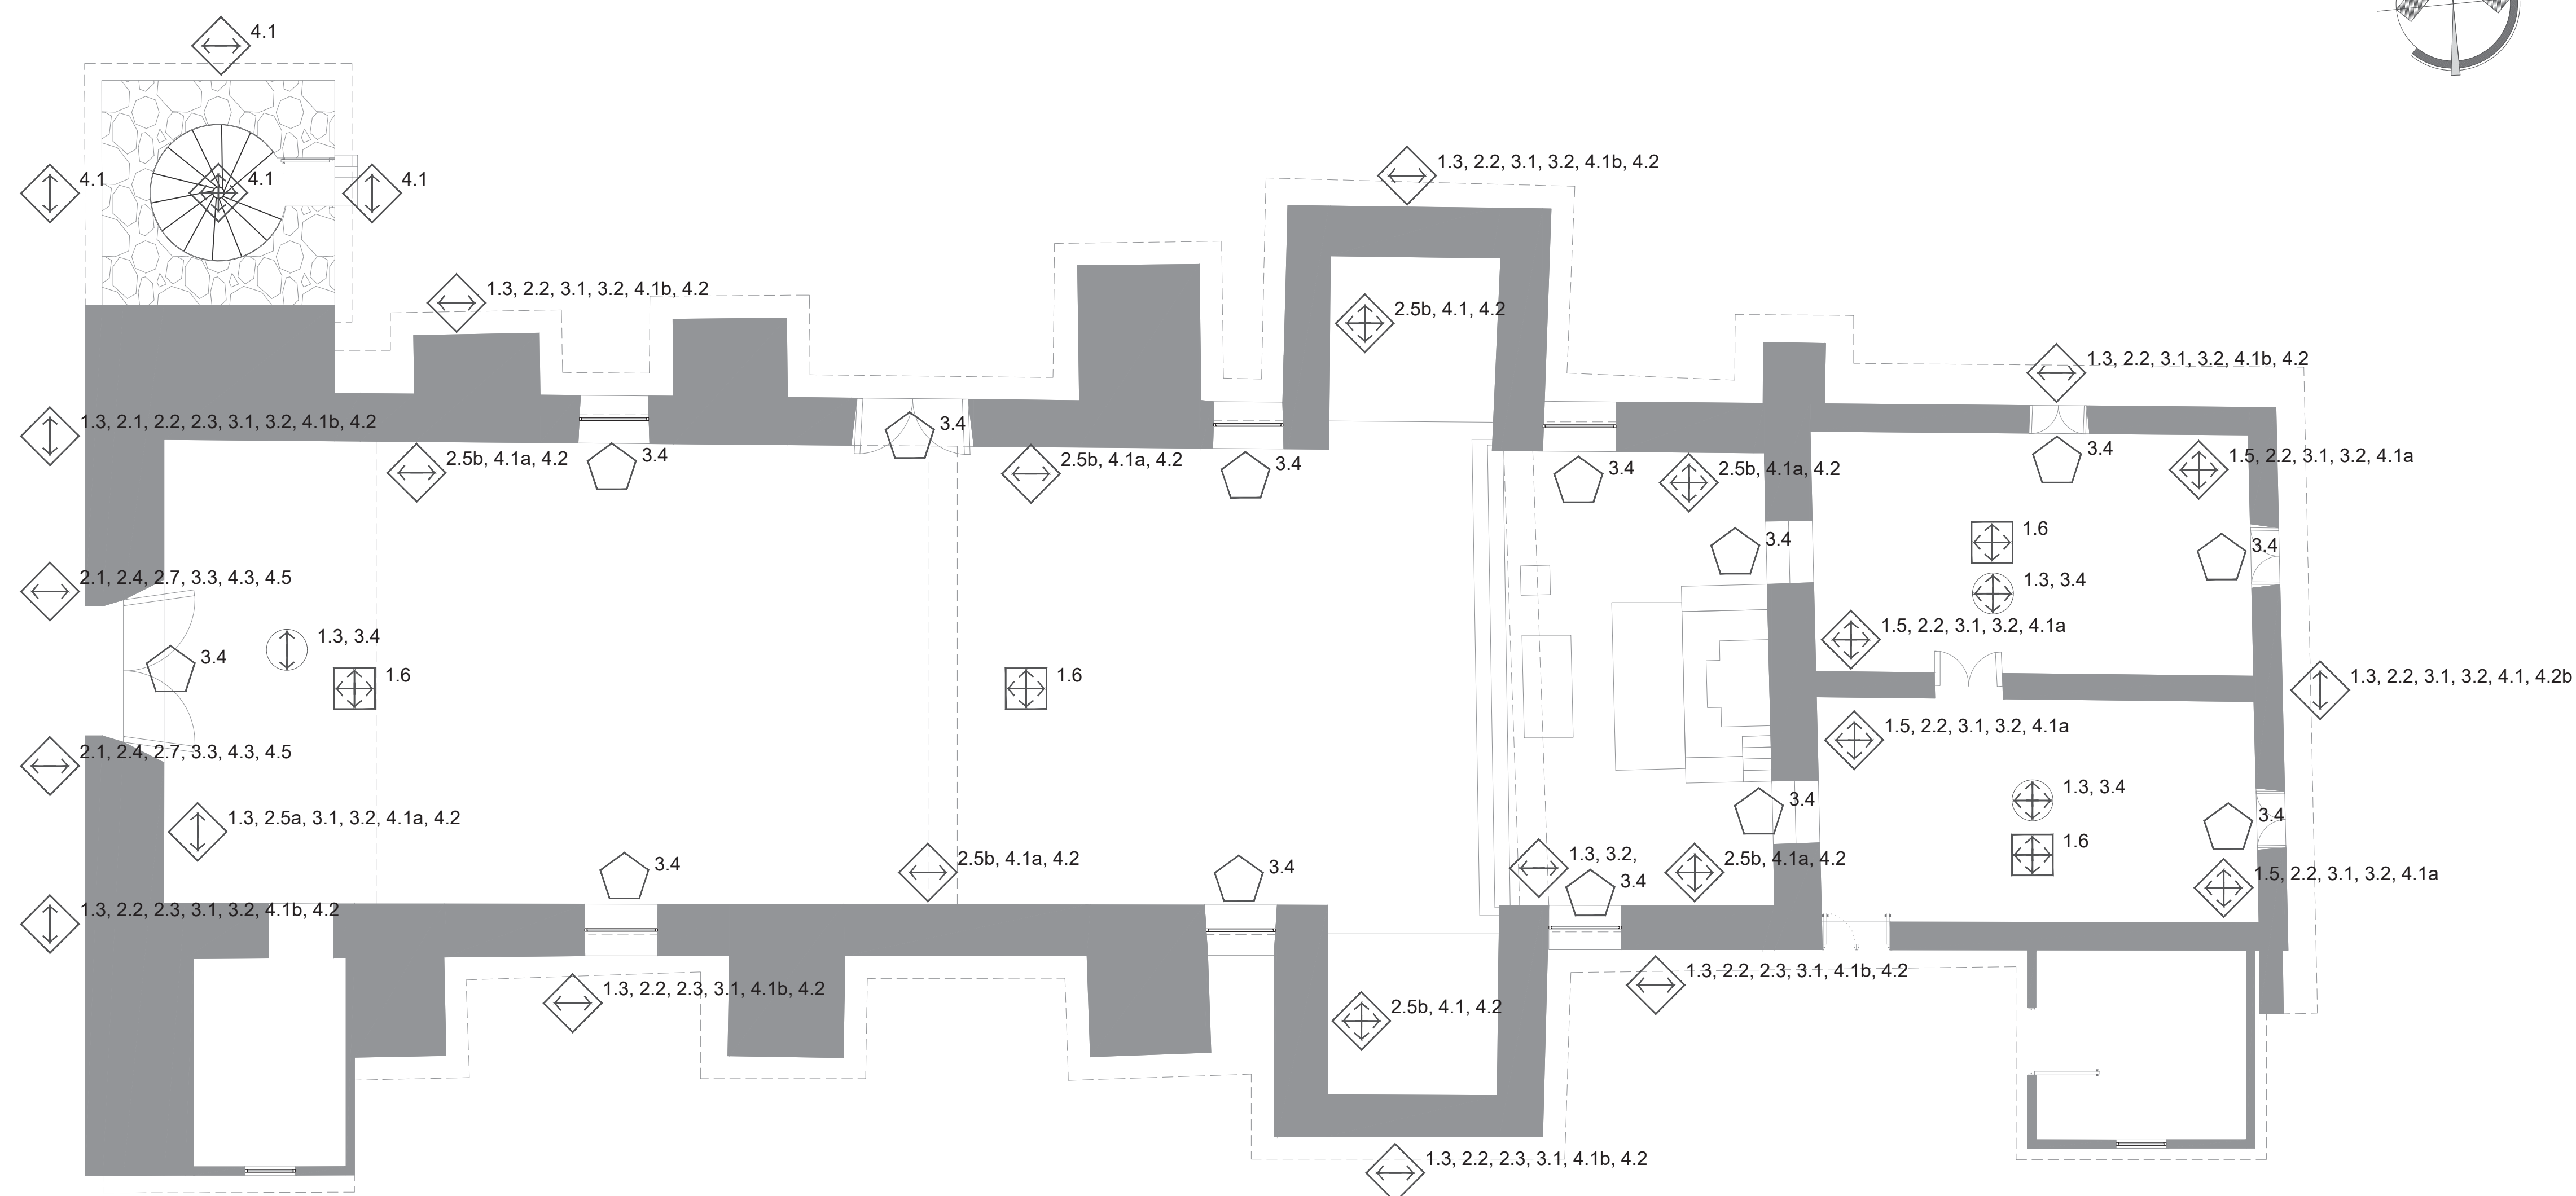 4.1
4.1
4.1
4.1
1.3, 2.2, 3.1, 3.2, 4.1b, 4.2
1.3, 2.2, 3.1, 3.2, 4.1b, 4.2
2.5b, 4.1, 4.2
1.3, 2.2, 3.1, 3.2, 4.1b, 4.2
1.3, 2.1, 2.2, 2.3, 3.1, 3.2, 4.1b, 4.2
3.4
2.5b, 4.1a, 4.2
3.4
2.5b, 4.1a, 4.2
3.4
3.4
2.5b, 4.1a, 4.2
3.4
1.5, 2.2, 3.1, 3.2, 4.1a
1.6
3.4
3.4
2.1, 2.4, 2.7, 3.3, 4.3, 4.5
1.3, 3.4
1.3, 3.4
3.4
1.5, 2.2, 3.1, 3.2, 4.1a
1.6
1.6
1.3, 2.2, 3.1, 3.2, 4.1, 4.2b
1.5, 2.2, 3.1, 3.2, 4.1a
2.1, 2.4, 2.7, 3.3, 4.3, 4.5
1.3, 3.4
3.4
3.4
1.3, 2.5a, 3.1, 3.2, 4.1a, 4.2
1.6
3.4
2.5b, 4.1a, 4.2
3.4
1.3, 3.2,
3.4
2.5b, 4.1a, 4.2
1.5, 2.2, 3.1, 3.2, 4.1a
1.3, 2.2, 2.3, 3.1, 3.2, 4.1b, 4.2
1.3, 2.2, 2.3, 3.1, 4.1b, 4.2
1.3, 2.2, 2.3, 3.1, 4.1b, 4.2
2.5b, 4.1, 4.2
1.3, 2.2, 2.3, 3.1, 4.1b, 4.2